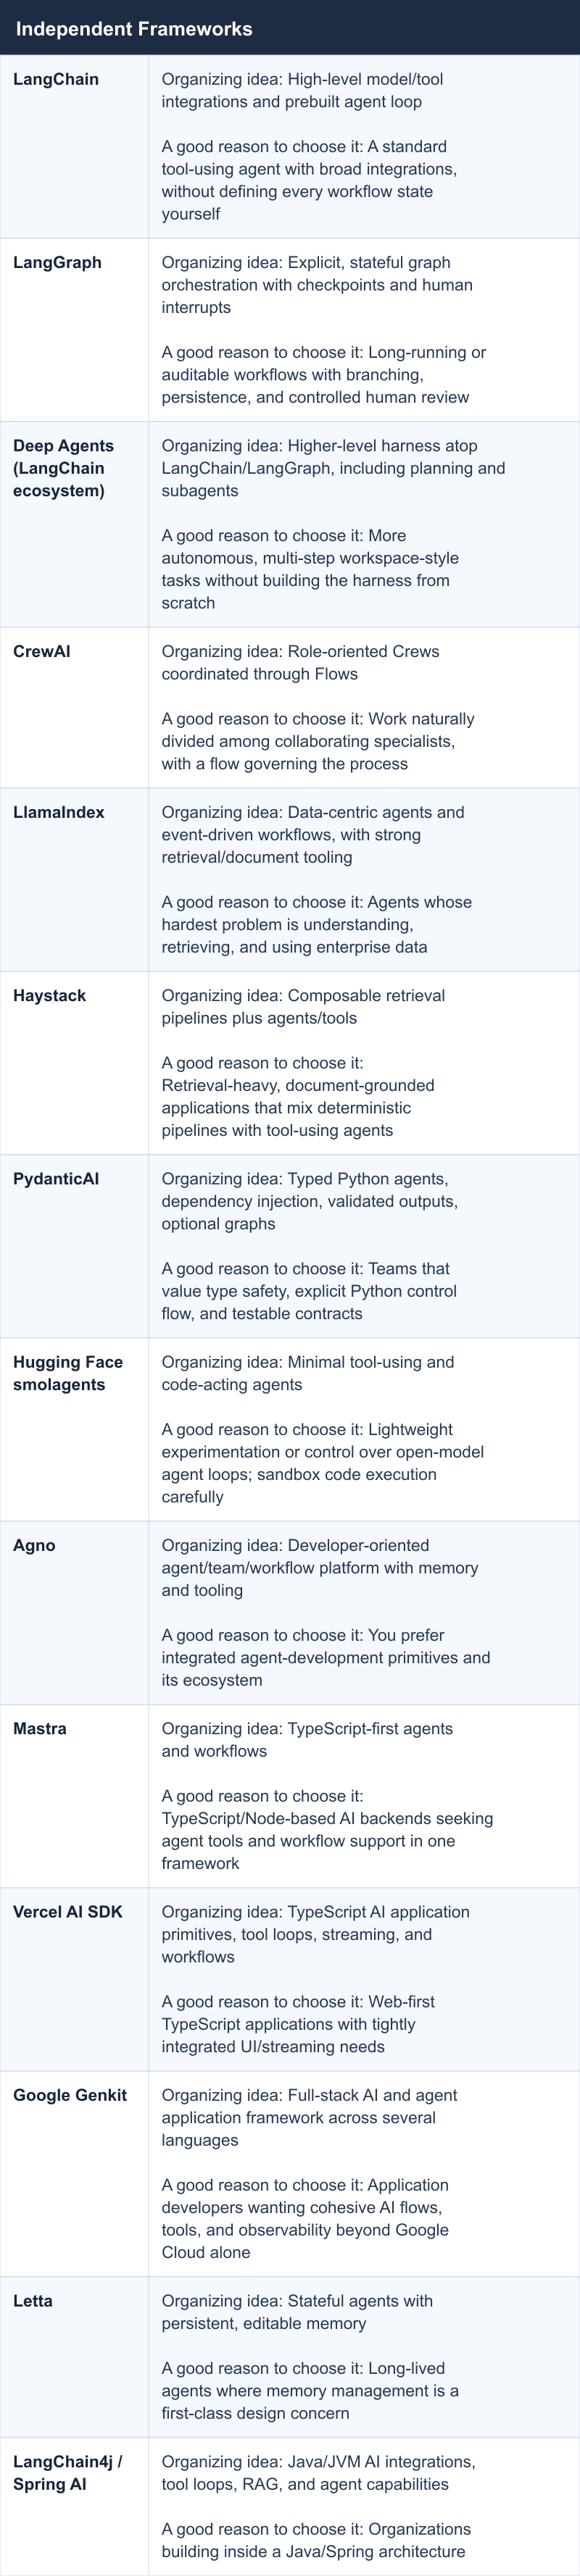 Independent Frameworks
LangChain
Organizing idea: High-level model/tool
integrations and prebuilt agent loop
A good reason to choose it: A standard
tool-using agent with broad integrations,
without defining every workflow state
yourself
LangGraph
Organizing idea: Explicit, stateful graph
orchestration with checkpoints and human
interrupts
A good reason to choose it: Long-running or
auditable workflows with branching,
persistence, and controlled human review
Deep Agents
(LangChain
ecosystem)
Organizing idea: Higher-level harness atop
LangChain/LangGraph, including planning and
subagents
A good reason to choose it: More
autonomous, multi-step workspace-style
tasks without building the harness from
scratch
CrewAI
Organizing idea: Role-oriented Crews
coordinated through Flows
A good reason to choose it: Work naturally
divided among collaborating specialists,
with a flow governing the process
LlamaIndex
Organizing idea: Data-centric agents and
event-driven workflows, with strong
retrieval/document tooling
A good reason to choose it: Agents whose
hardest problem is understanding,
retrieving, and using enterprise data
Haystack
Organizing idea: Composable retrieval
pipelines plus agents/tools
A good reason to choose it:
Retrieval-heavy, document-grounded
applications that mix deterministic
pipelines with tool-using agents
PydanticAI
Organizing idea: Typed Python agents,
dependency injection, validated outputs,
optional graphs
A good reason to choose it: Teams that
value type safety, explicit Python control
flow, and testable contracts
Hugging Face
smolagents
Organizing idea: Minimal tool-using and
code-acting agents
A good reason to choose it: Lightweight
experimentation or control over open-model
agent loops; sandbox code execution
carefully
Agno
Organizing idea: Developer-oriented
agent/team/workflow platform with memory
and tooling
A good reason to choose it: You prefer
integrated agent-development primitives and
its ecosystem
Mastra
Organizing idea: TypeScript-first agents
and workflows
A good reason to choose it:
TypeScript/Node-based AI backends seeking
agent tools and workflow support in one
framework
Vercel AI SDK
Organizing idea: TypeScript AI application
primitives, tool loops, streaming, and
workflows
A good reason to choose it: Web-first
TypeScript applications with tightly
integrated UI/streaming needs
Google Genkit
Organizing idea: Full-stack AI and agent
application framework across several
languages
A good reason to choose it: Application
developers wanting cohesive AI flows,
tools, and observability beyond Google
Cloud alone
Letta
Organizing idea: Stateful agents with
persistent, editable memory
A good reason to choose it: Long-lived
agents where memory management is a
first-class design concern
LangChain4j /
Spring AI
Organizing idea: Java/JVM AI integrations,
tool loops, RAG, and agent capabilities
A good reason to choose it: Organizations
building inside a Java/Spring architecture